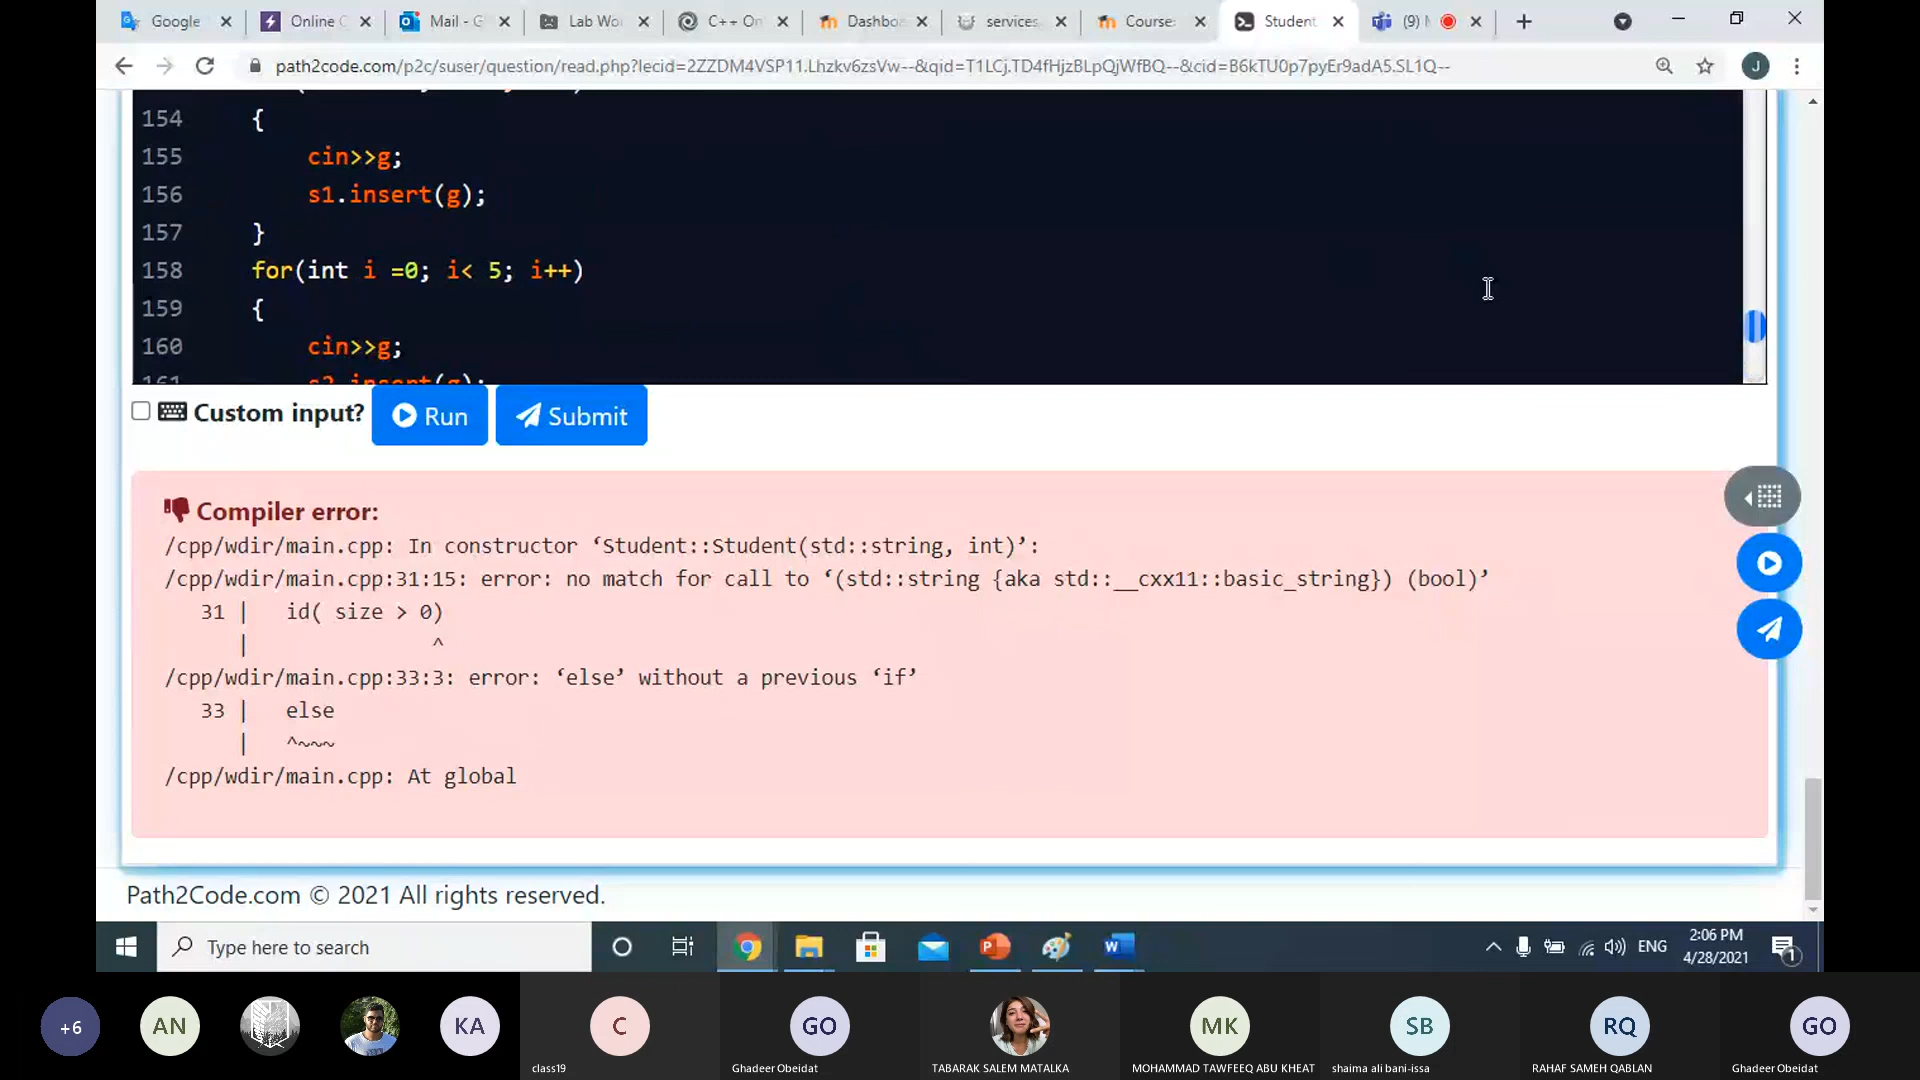 Google
Online C
Mail - G
Lab Wo
C++ On
Dashbo
services
Course
Student
(9)
path2code.com/p2c/suser/question/read.php?lecid=2ZZDM4VSP11.Lhzkv6zsVw--&qid=T1LCj.TD4fHjzBLpQjWfBQ--&cid=B6kTU0p7pyEr9adA5.SL1Q--
J
154 {
155 cin>>g;
156 s1.insert(g);
157 }
158 for(int i =0; i< 5; i++)
159 {
160 cin>>g;
161 s2.insert(g);
Custom input?
Run
Submit
Compiler error:
/cpp/wdir/main.cpp: In constructor ‘Student::Student(std::string, int)’:
/cpp/wdir/main.cpp:31:15: error: no match for call to ‘(std::string {aka std::__cxx11::basic_string}) (bool)’
31 | id( size > 0)
| ^
/cpp/wdir/main.cpp:33:3: error: ‘else’ without a previous ‘if’
33 | else
| ^~~~
/cpp/wdir/main.cpp: At global
Path2Code.com © 2021 All rights reserved.
Type here to search
ENG
2:06 PM
4/28/2021
1
+6
AN
KA
C
GO
MK
SB
RQ
GO
class19
Ghadeer Obeidat
TABARAK SALEM MATALKA
MOHAMMAD TAWFEEQ ABU KHEAT
shaima ali bani-issa
RAHAF SAMEH QABLAN
Ghadeer Obeidat